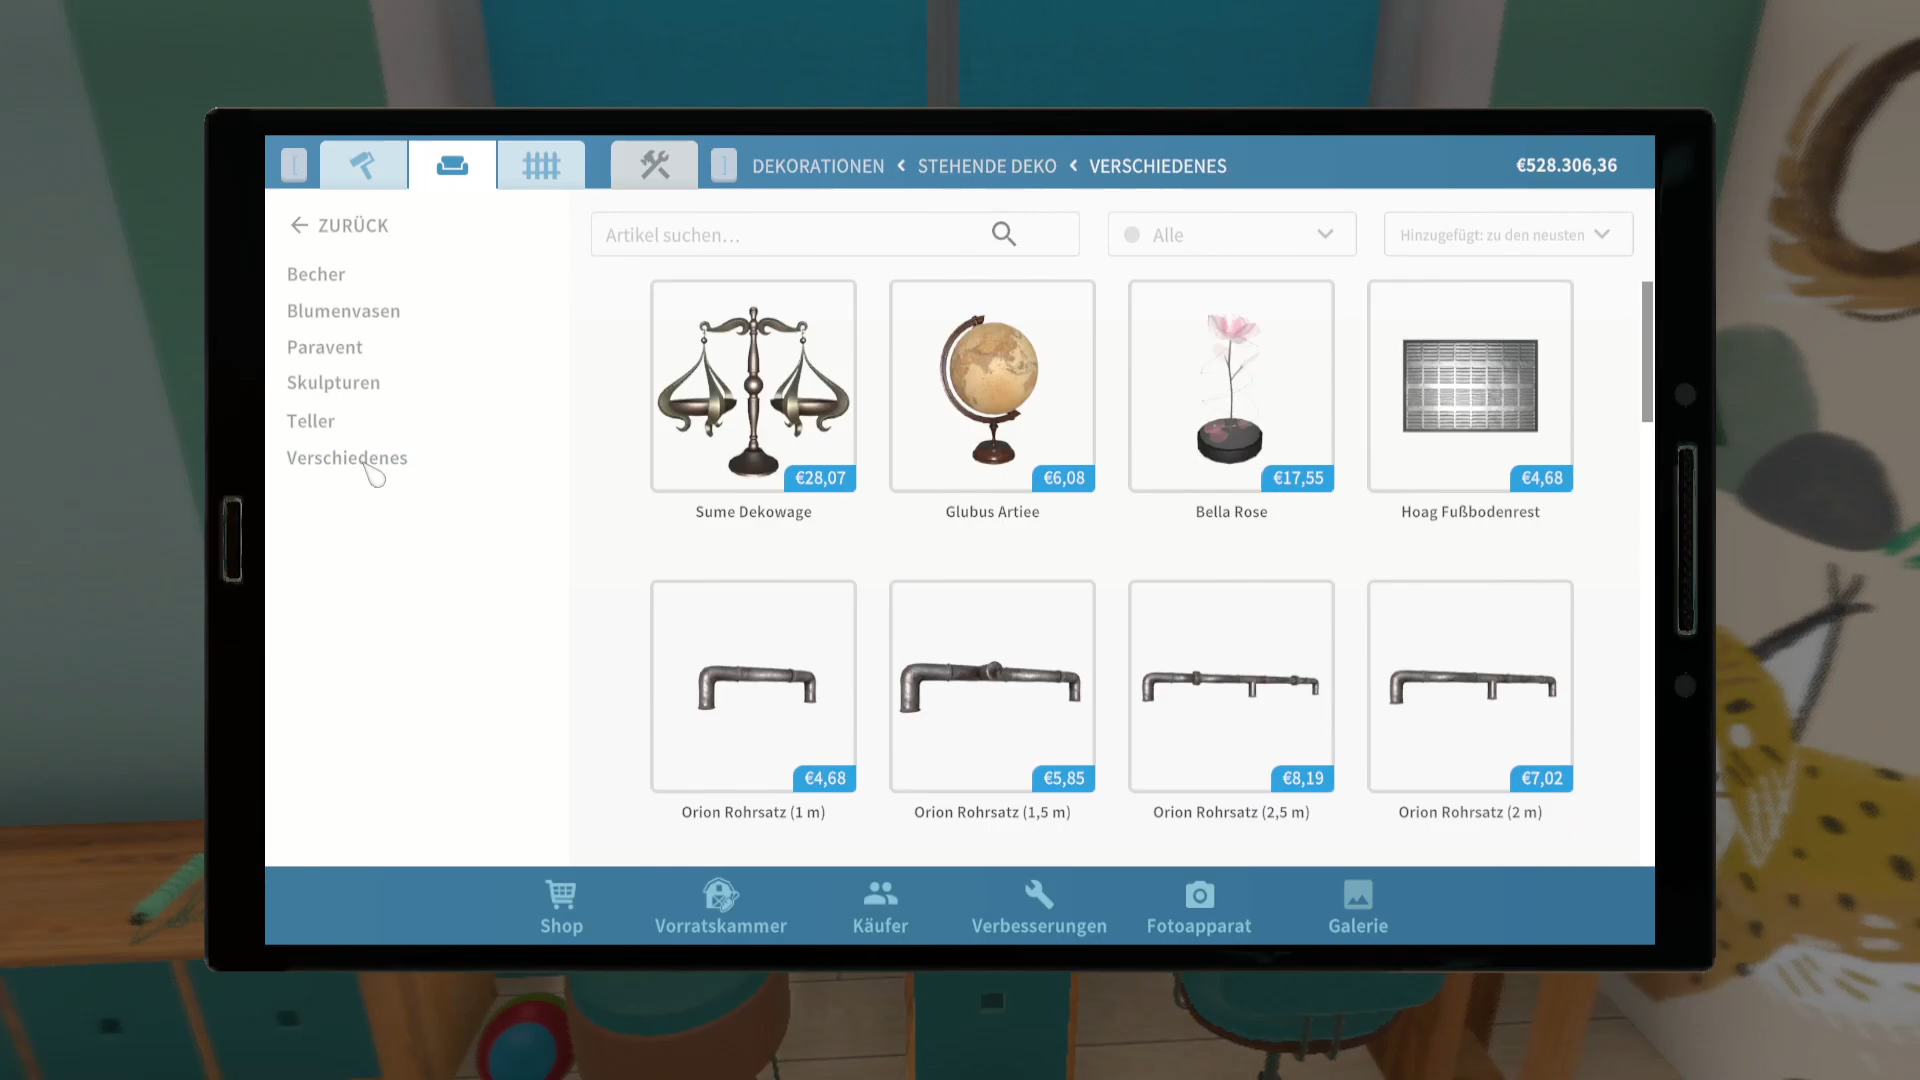 DEKORATIONEN < STEHENDE DEKO < VERSCHIEDENES
€528.306,36
← ZURÜCK
Becher
Blumenvasen
Paravent
Skulpturen
Teller
Verschiedenes
Artikel suchen...
Alle
Hinzugefügt: zu den neusten
€28,07
Sume Dekowage
€6,08
Glubus Artiee
€17,55
Bella Rose
€4,68
Hoag Fußbodenrest
€4,68
Orion Rohrsatz (1 m)
€5,85
Orion Rohrsatz (1,5 m)
€8,19
Orion Rohrsatz (2,5 m)
€7,02
Orion Rohrsatz (2 m)
Shop
Vorratskammer
Käufer
Verbesserungen
Fotoapparat
Galerie